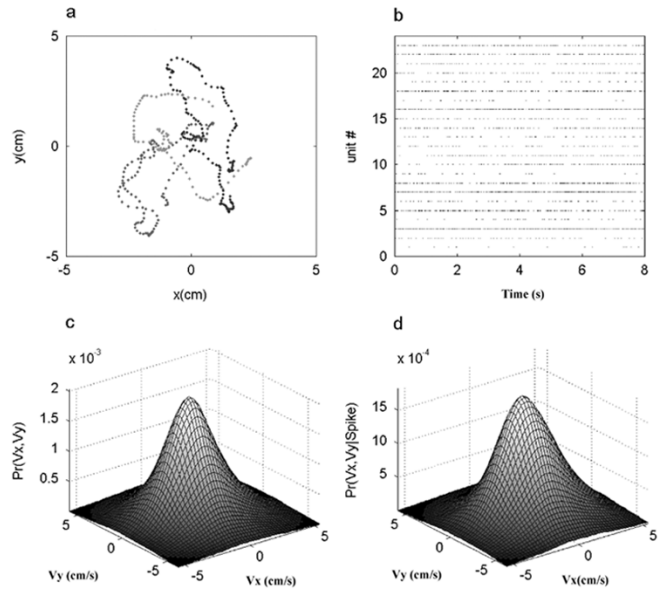 a
5
0
-5
-5
0
5
y(cm)
x(cm)
b
20
15
10
5
0
0
2
4
6
8
unit #
Time (s)
c
x 10-3
2
1.5
1
0.5
Pr(Vx,Vy)
5
0
-5
Vy (cm/s)
-5
0
5
Vx (cm/s)
d
x 10-4
15
10
5
Pr(Vx,Vy|Spike)
5
0
-5
Vy (cm/s)
-5
0
5
Vx(cm/s)